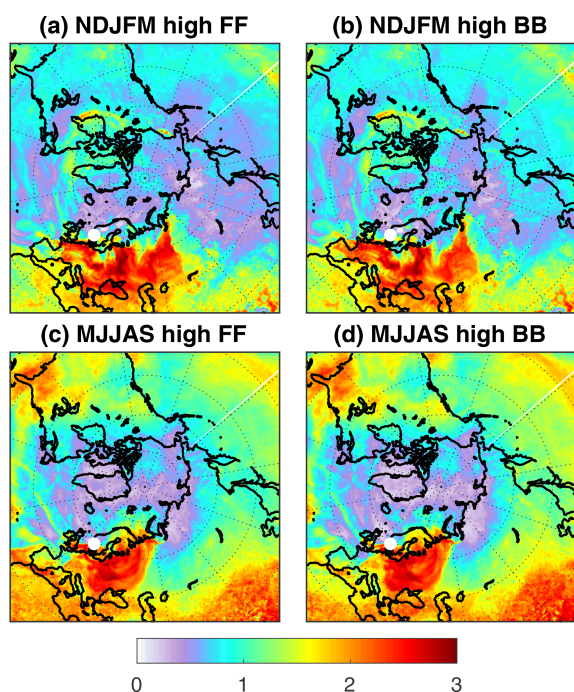 (a) NDJFM high FF
(b) NDJFM high BB
(c) MJJAS high FF
(d) MJJAS high BB
0 1 2 3